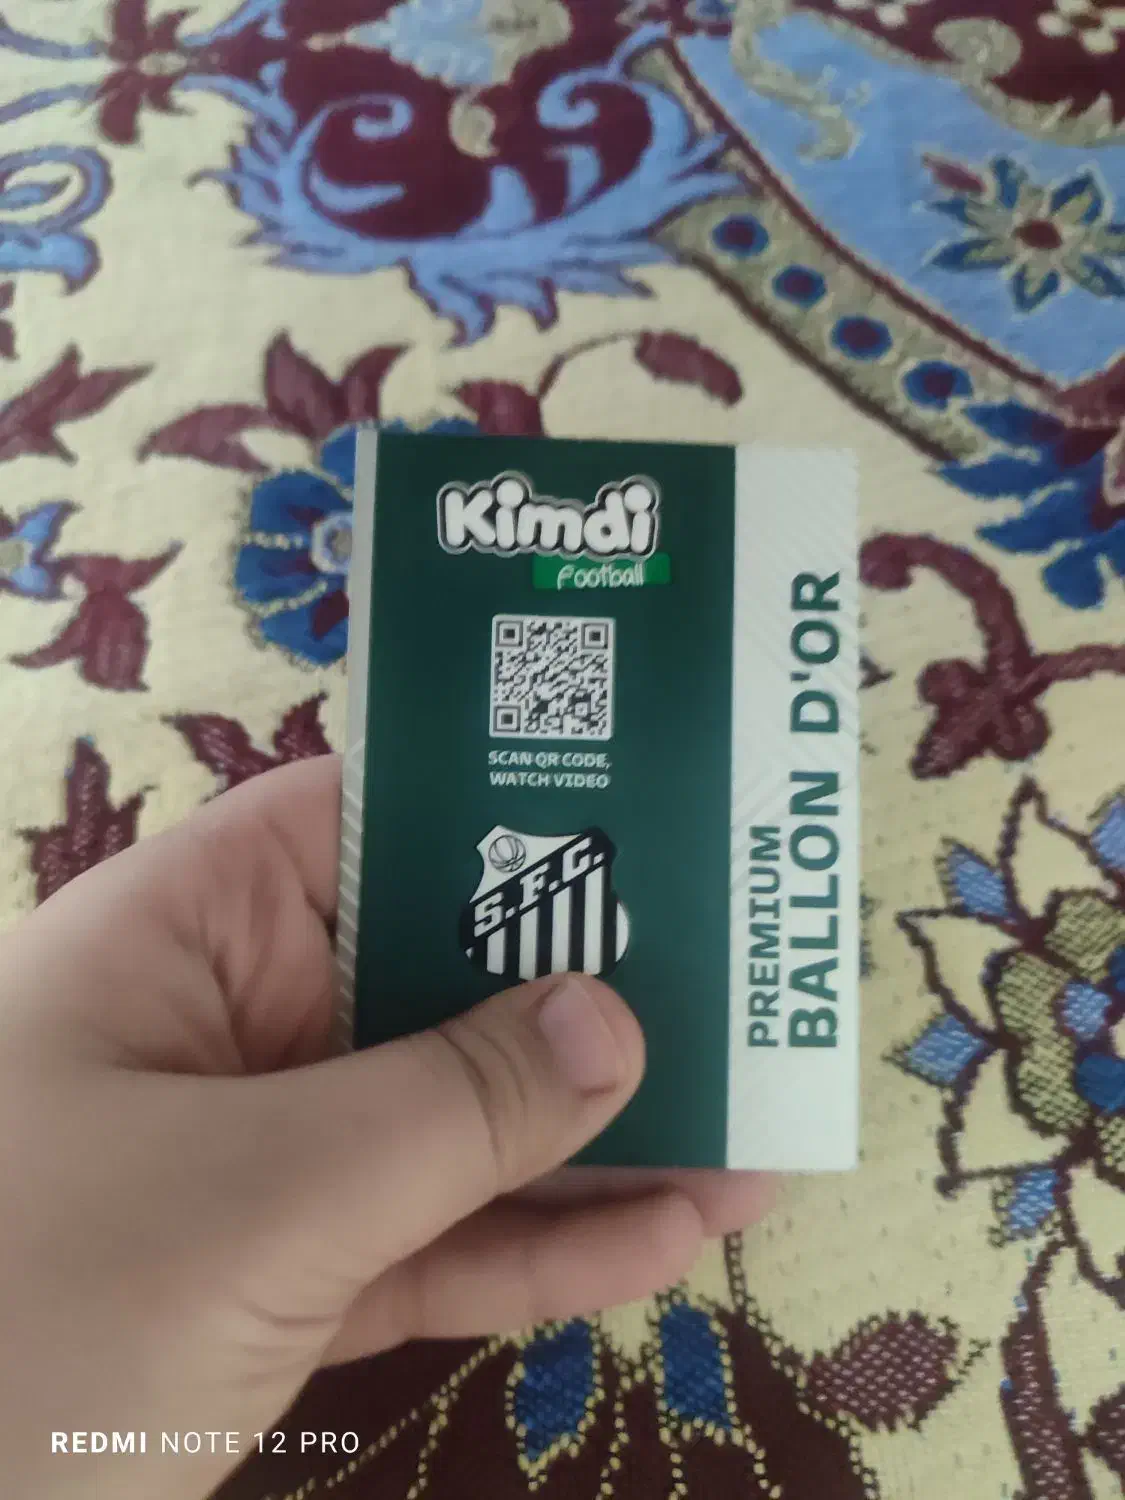 Kimdi
Football
SCAN QR CODE,
WATCH VIDEO
S.F.C.
PREMIUM
BALLON D'OR
REDMI NOTE 12 PRO